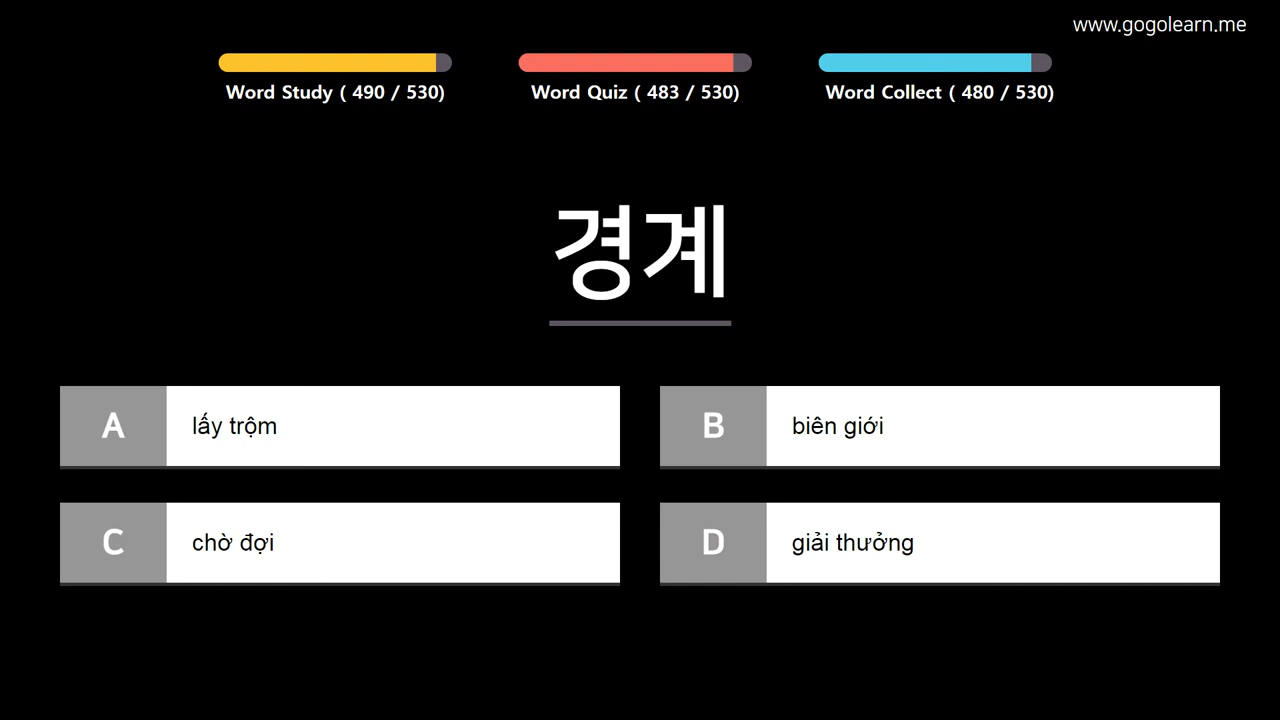 www.gogolearn.me
Word Study ( 490 / 530)
Word Quiz ( 483 / 530)
Word Collect ( 480 / 530)
경계
A lấy trộm
B biên giới
C chờ đợi
D giải thưởng